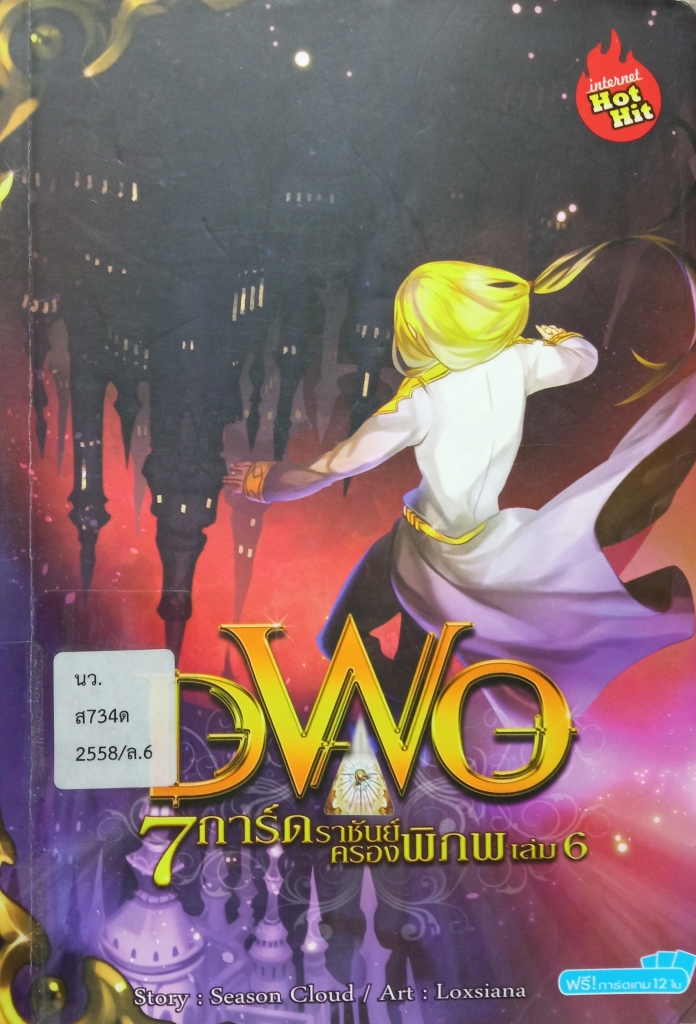 internet
Hot
Hit
นว.
ส734ด
2558/ล.6
DWO
7 การ์ด ราชันย์
ครอง พิภพ เล่ม 6
ฟรี! การ์ดเกม 12 ใบ
Story : Season Cloud / Art : Loxsiana